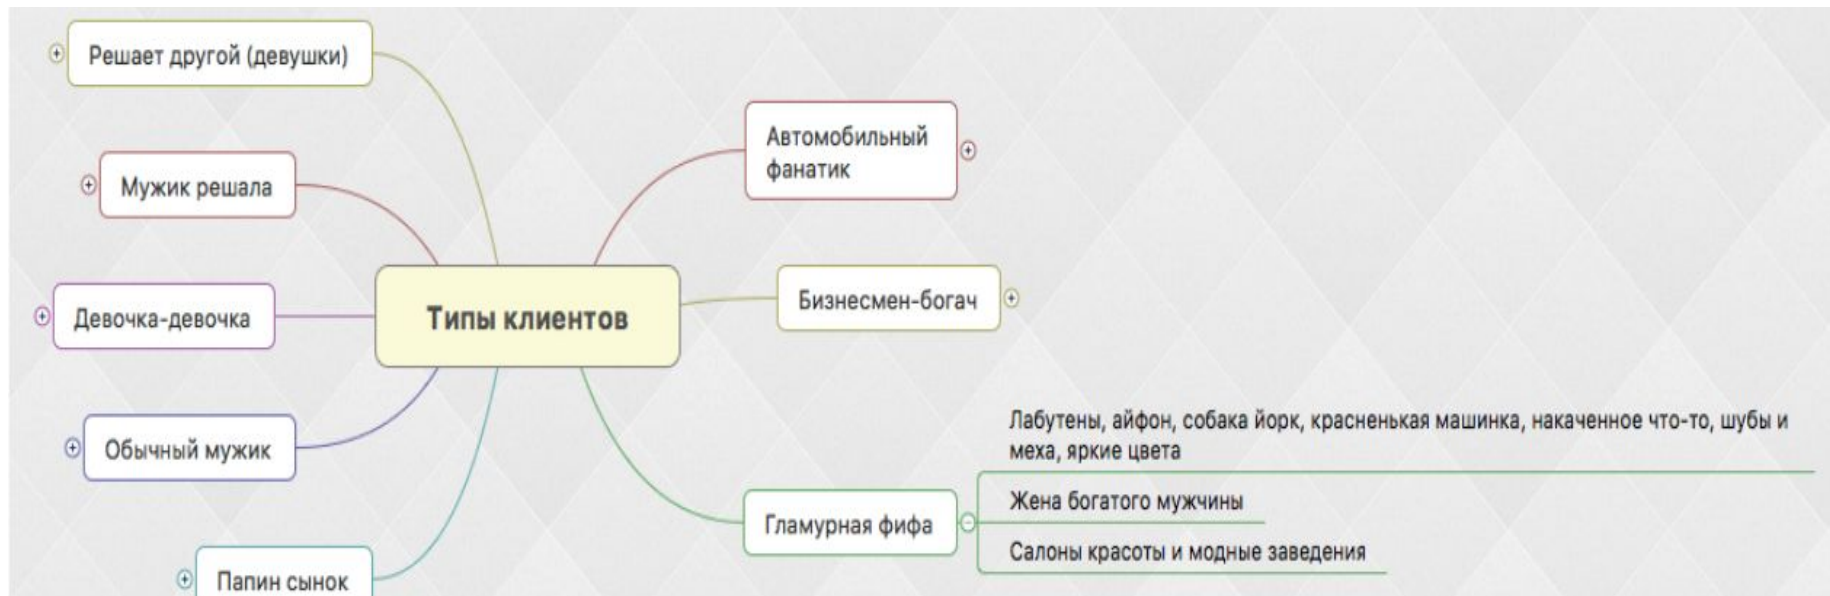 Решает другой (девушки)
Мужик решала
Девочка-девочка
Обычный мужик
Папин сынок
Типы клиентов
Автомобильный
фанатик
Бизнесмен-богач
Гламурная фифа
Лабутены, айфон, собака йорк, красненькая машинка, накаченное что-то, шубы и
меха, яркие цвета
Жена богатого мужчины
Салоны красоты и модные заведения